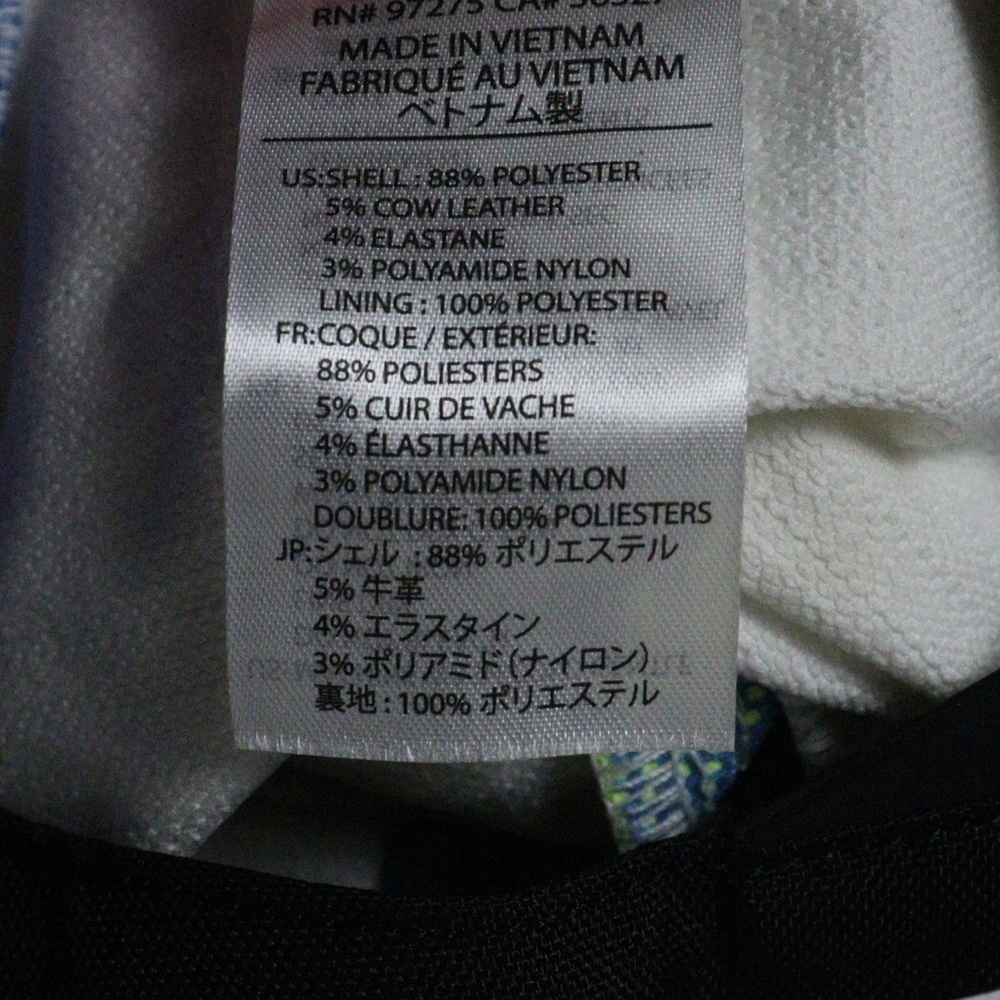 RN# 97275 CA#
MADE IN VIETNAM
FABRIQUÉ AU VIETNAM
ベトナム製
US:SHELL : 88% POLYESTER
5% COW LEATHER
4% ELASTANE
3% POLYAMIDE NYLON
LINING : 100% POLYESTER
FR:COQUE / EXTÉRIEUR:
88% POLIESTERS
5% CUIR DE VACHE
4% ÉLASTHANNE
3% POLYAMIDE NYLON
DOUBLURE: 100% POLIESTERS
JP:シェル : 88% ポリエステル
5% 牛革
4% エラスタイン
3% ポリアミド（ナイロン）
裏地 : 100% ポリエステル